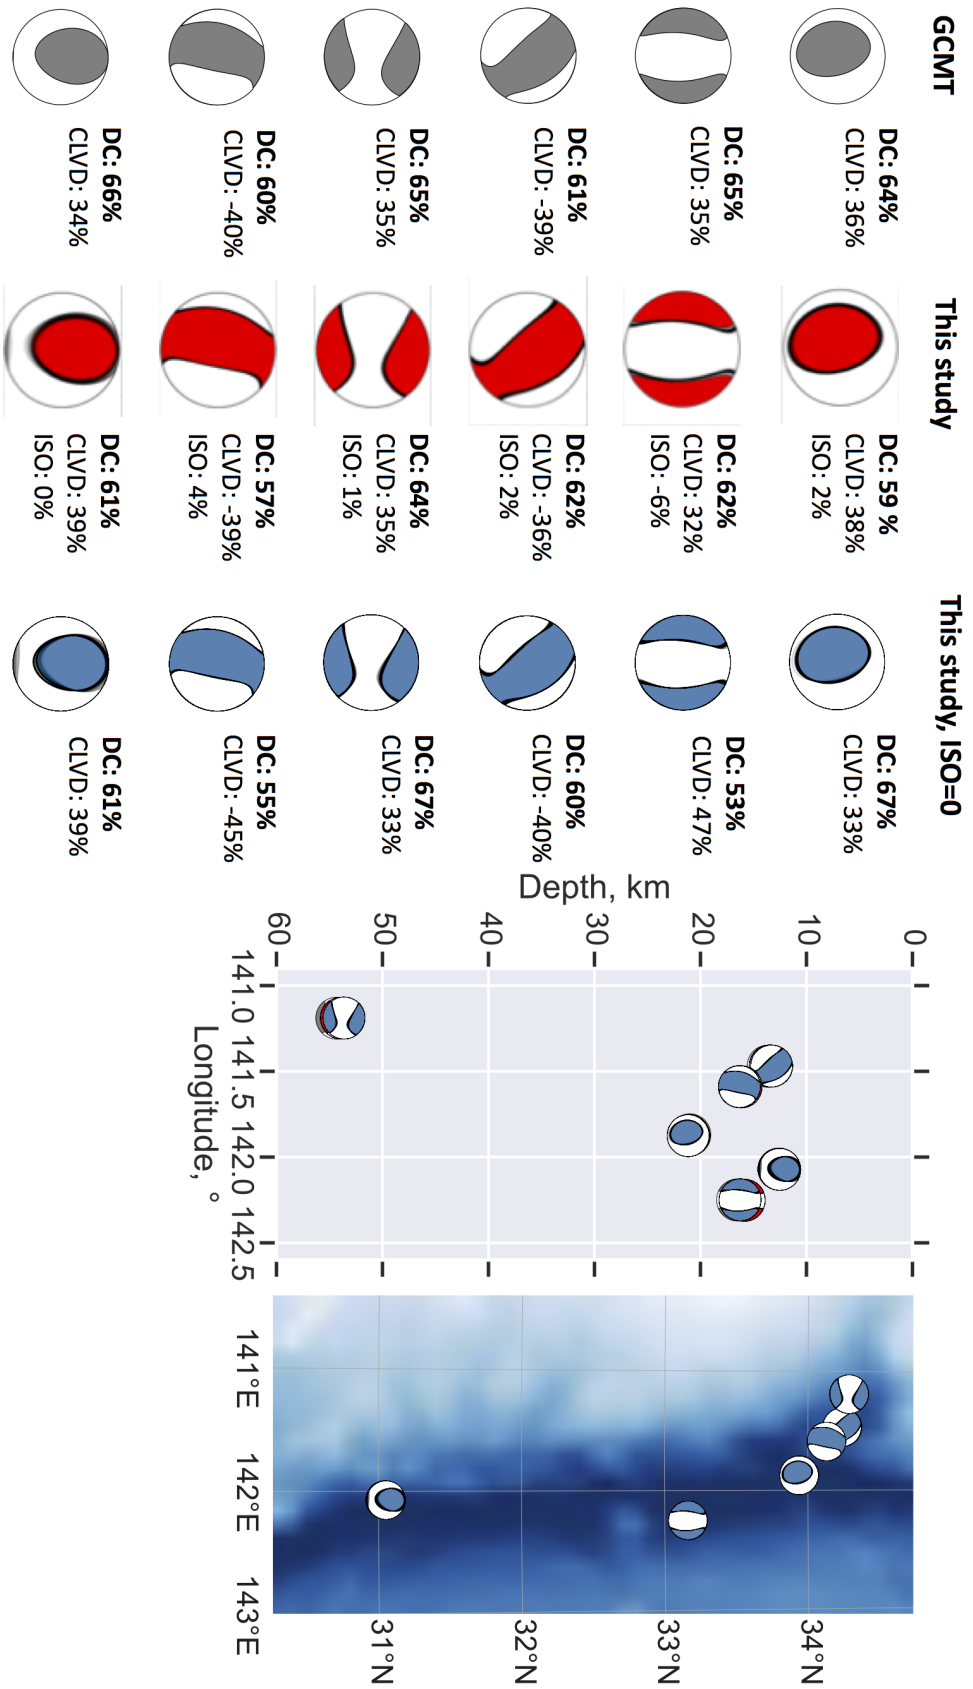 GCMT
This study
This study, ISO=0
DC: 64%
CLVD: 36%
DC: 59 %
CLVD: 38%
ISO: 2%
DC: 67%
CLVD: 33%
DC: 65%
CLVD: 35%
DC: 62%
CLVD: 32%
ISO: -6%
DC: 53%
CLVD: 47%
DC: 61%
CLVD: -39%
DC: 62%
CLVD: -36%
ISO: 2%
DC: 60%
CLVD: -40%
DC: 65%
CLVD: 35%
DC: 64%
CLVD: 35%
ISO: 1%
DC: 67%
CLVD: 33%
DC: 60%
CLVD: -40%
DC: 57%
CLVD: -39%
ISO: 4%
DC: 55%
CLVD: -45%
DC: 66%
CLVD: 34%
DC: 61%
CLVD: 39%
ISO: 0%
DC: 61%
CLVD: 39%
Depth, km
0
10
20
30
40
50
60
141.0 141.5 142.0 142.5
Longitude, °
34°N
33°N
32°N
31°N
141°E 142°E 143°E